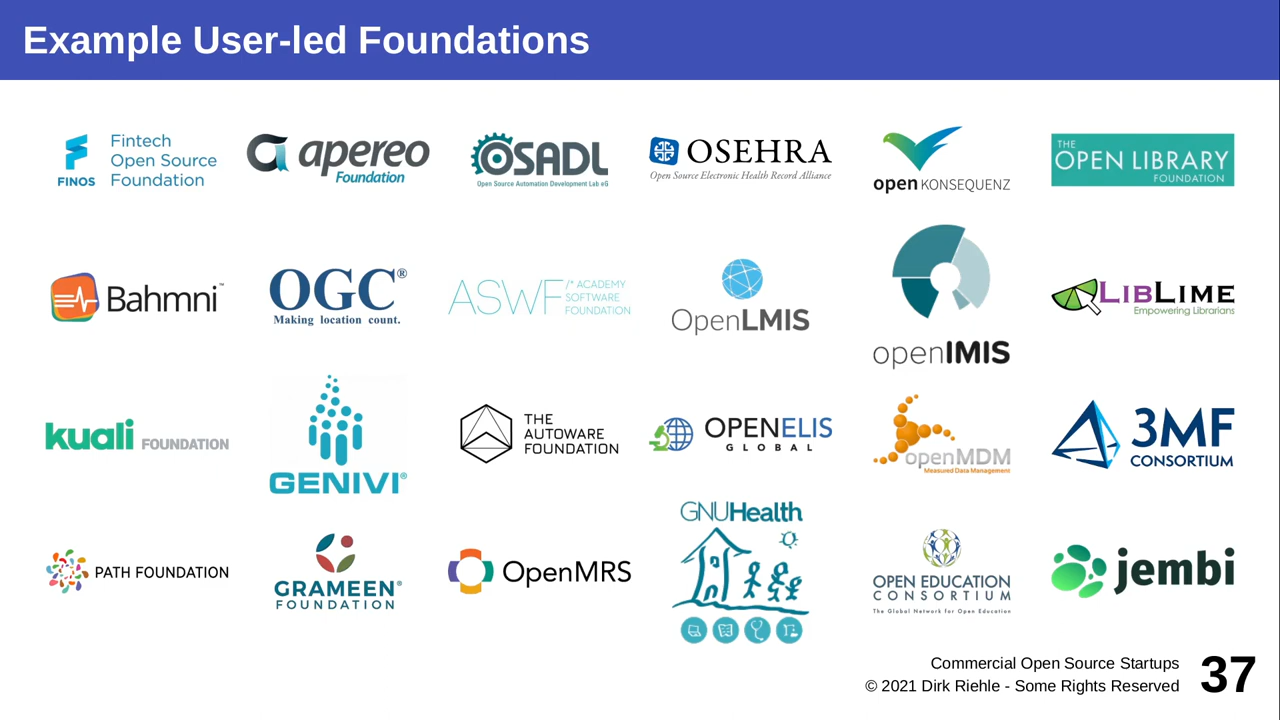 Example User-led Foundations
FINOS
Fintech
Open Source
Foundation
apereo
Foundation
OSADL
Open Source Automation Development Lab eG
OSEHRA
Open Source Electronic Health Record Alliance
open KONSEQUENZ
THE
OPEN LIBRARY
FOUNDATION
Bahmni™
OGC®
Making location count.
ASWF
/* ACADEMY
SOFTWARE
FOUNDATION
OpenLMIS
openIMIS
LIBLIME
Empowering Librarians
kuali FOUNDATION
GENIVI®
THE
AUTOWARE
FOUNDATION
OPENELIS
GLOBAL
openMDM
Measured Data Management
3MF
CONSORTIUM
PATH FOUNDATION
GRAMEEN®
FOUNDATION
OpenMRS
GNUHealth
OPEN EDUCATION
CONSORTIUM
The Global Network for Open Education
jembi
Commercial Open Source Startups
© 2021 Dirk Riehle - Some Rights Reserved
37